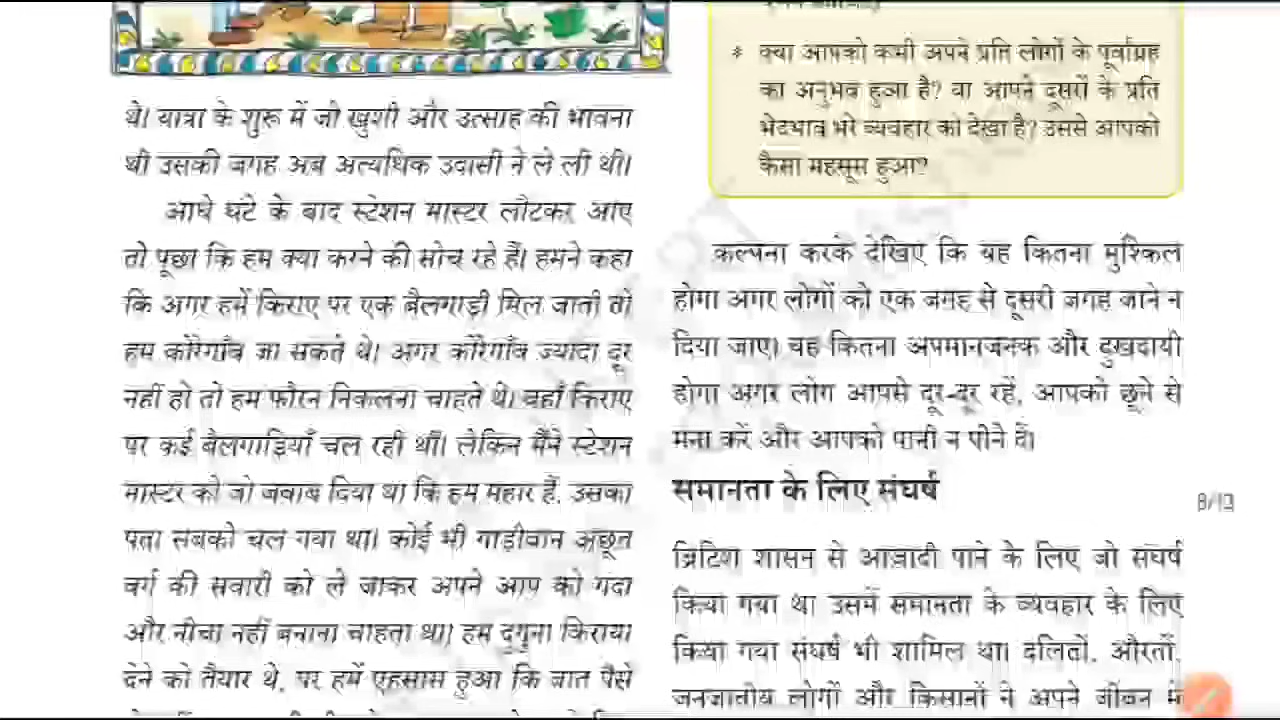 थे। यात्रा के शुरू में जो खुशी और उत्साह की भावना
थी उसकी जगह अब अत्यधिक उदासी ने ले ली थी।
आधे घंटे के बाद स्टेशन मास्टर लौटकर आए
तो पूछा कि हम क्या करने की सोच रहे हैं। हमने कहा
कि अगर हमें किराए पर एक बैलगाड़ी मिल जाती तो
हम कोरेगाँव जा सकते थे। अगर कोरेगाँव ज्यादा दूर
नहीं हो तो हम फौरन निकलना चाहते थे। वहाँ किराए
पर कई बैलगाड़ियाँ चल रही थीं। लेकिन मैंने स्टेशन
मास्टर को जो जवाब दिया था कि हम महार हैं, उसका
पता सबको चल गया था। कोई भी गाड़ीवान अछूत
वर्ग की सवारी को ले जाकर अपने आप को गंदा
और नीचा नहीं बनाना चाहता था। हम दुगुना किराया
देने को तैयार थे, पर हमें एहसास हुआ कि बात पैसे
* क्या आपको कभी अपने प्रति लोगों के पूर्वाग्रह
का अनुभव हुआ है? या आपने दूसरों के प्रति
भेदभाव भरे व्यवहार को देखा है? उससे आपको
कैसा महसूस हुआ?
कल्पना करके देखिए कि यह कितना मुश्किल
होगा अगर लोगों को एक जगह से दूसरी जगह जाने न
दिया जाए। यह कितना अपमानजनक और दुखदायी
होगा अगर लोग आपसे दूर-दूर रहें, आपको छूने से
मना करें और आपको पानी न पीने दें।
समानता के लिए संघर्ष
ब्रिटिश शासन से आज़ादी पाने के लिए जो संघर्ष
किया गया था उसमें समानता के व्यवहार के लिए
किया गया संघर्ष भी शामिल था। दलितों, औरतों,
जनजातीय लोगों और किसानों ने अपने जीवन में
8/13